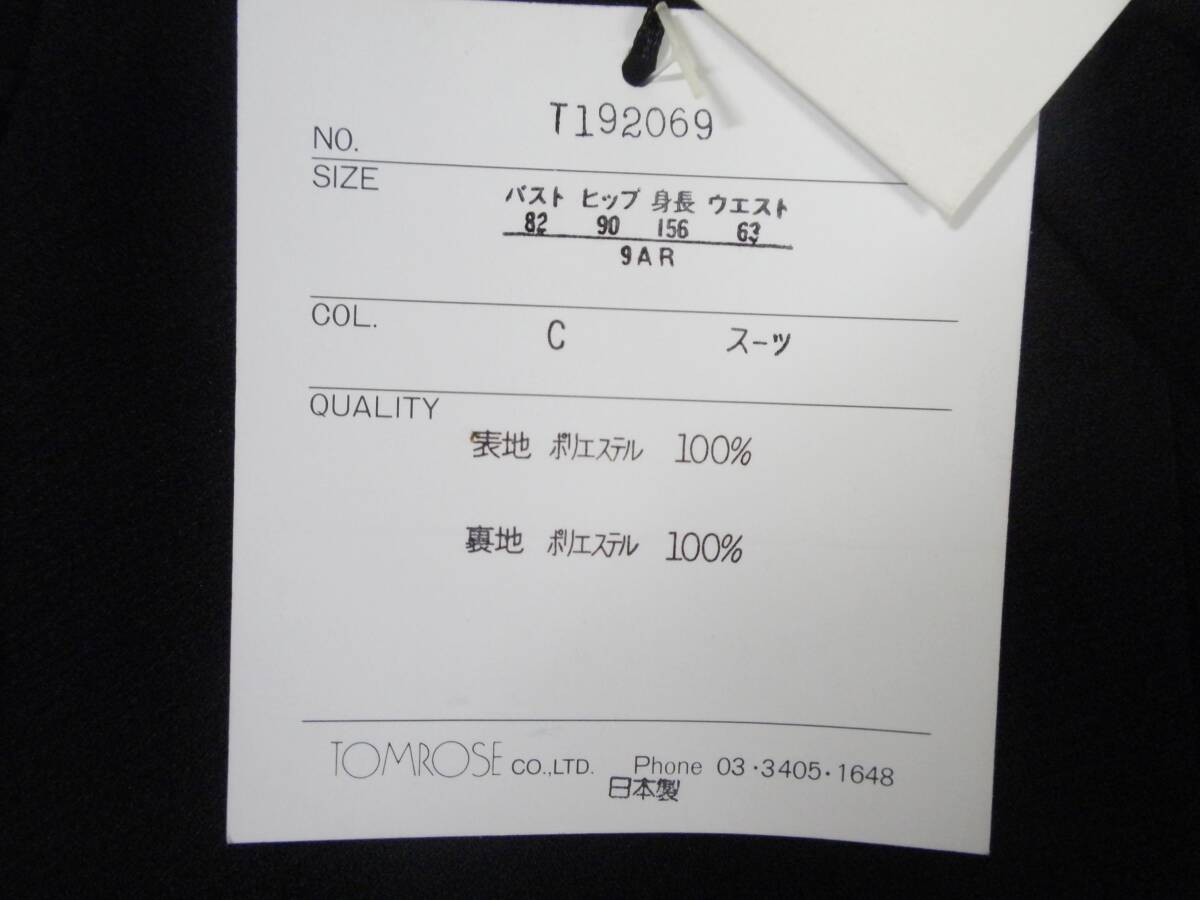 T192069
NO.
SIZE
バスト ヒップ 身長 ウエスト
82 90 156 63
9AR
COL.
C スーツ
QUALITY
表地 ポリエステル 100%
裏地 ポリエステル 100%
TOMROSE CO.,LTD. Phone 03・3405・1648
日本製